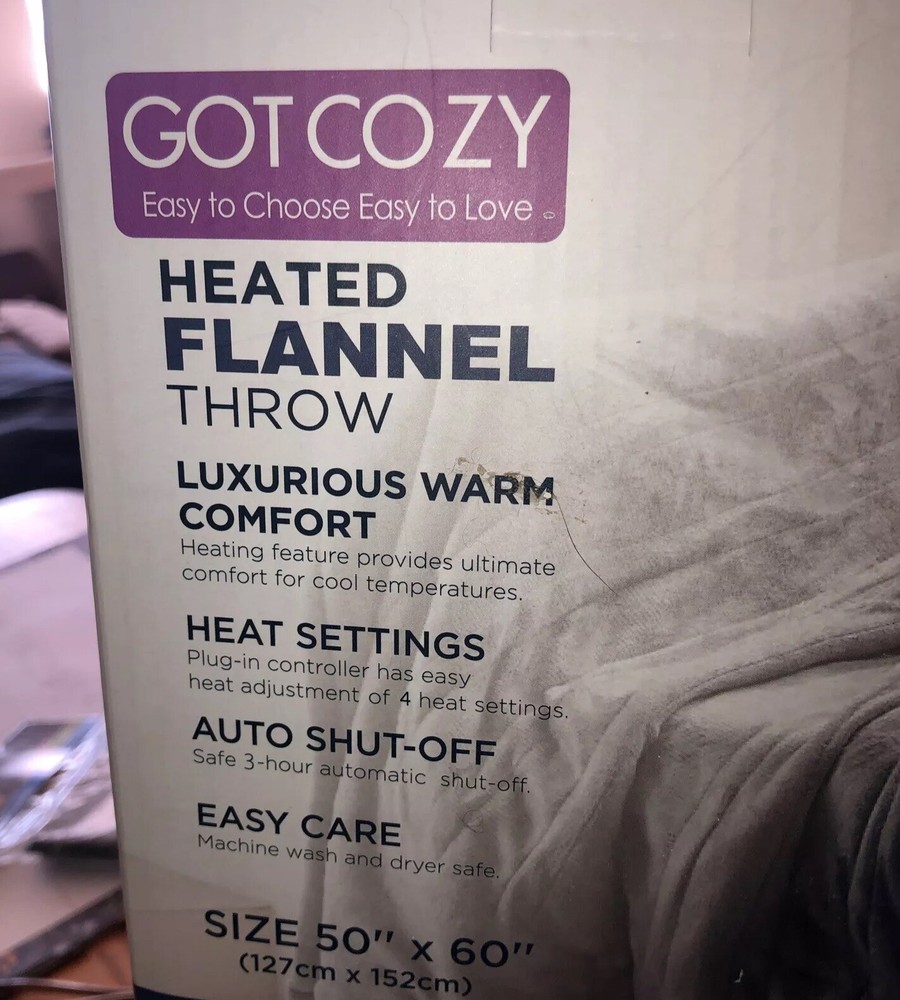 GOT COZY
Easy to Choose Easy to Love
HEATED
FLANNEL
THROW
LUXURIOUS WARM
COMFORT
Heating feature provides ultimate
comfort for cool temperatures.
HEAT SETTINGS
Plug-in controller has easy
heat adjustment of 4 heat settings.
AUTO SHUT-OFF
Safe 3-hour automatic shut-off.
EASY CARE
Machine wash and dryer safe.
SIZE 50'' x 60''
(127cm x 152cm)